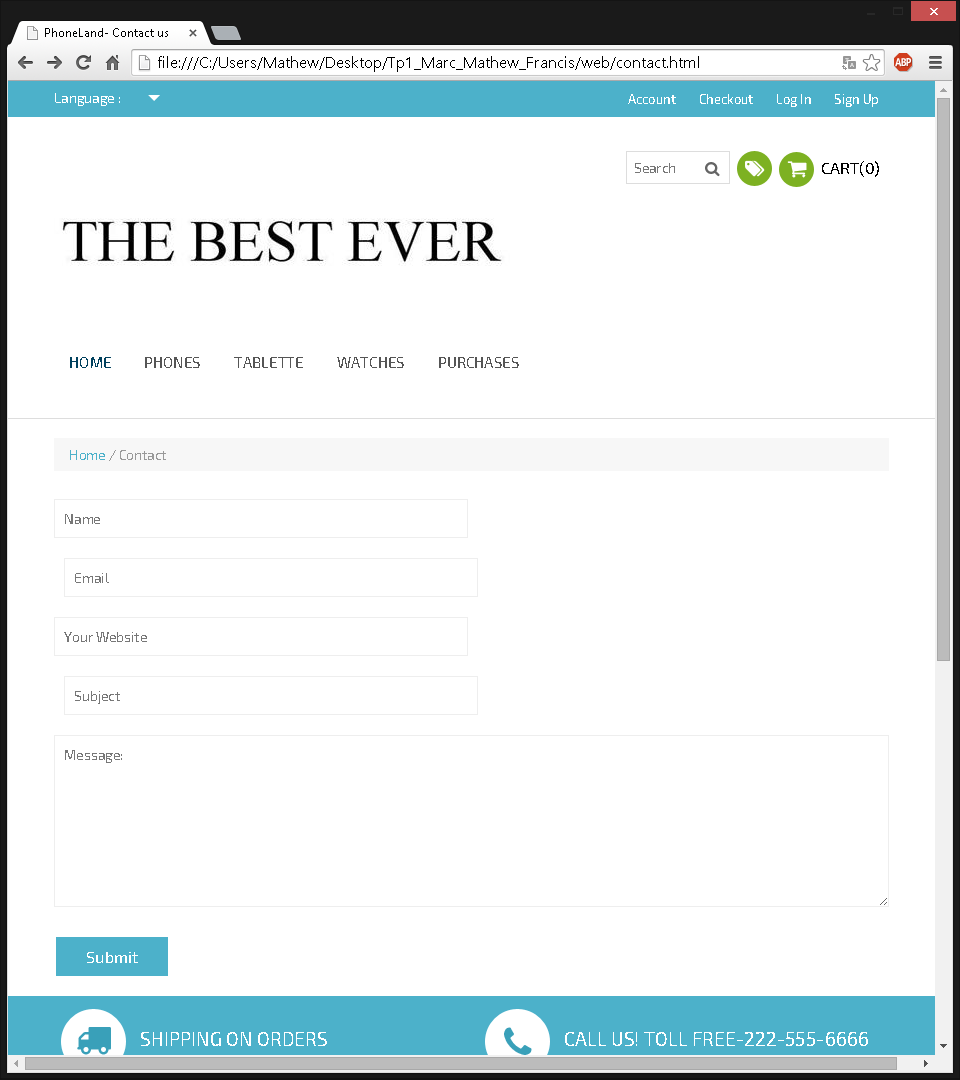 PhoneLand- Contact us
file:///C:/Users/Mathew/Desktop/Tp1_Marc_Mathew_Francis/web/contact.html
ABP
Language :
Account Checkout Log In Sign Up
Search CART(0)
THE BEST EVER
HOME PHONES TABLETTE WATCHES PURCHASES
Home / Contact
Name
Email
Your Website
Subject
Message:
Submit
SHIPPING ON ORDERS CALL US! TOLL FREE-222-555-6666